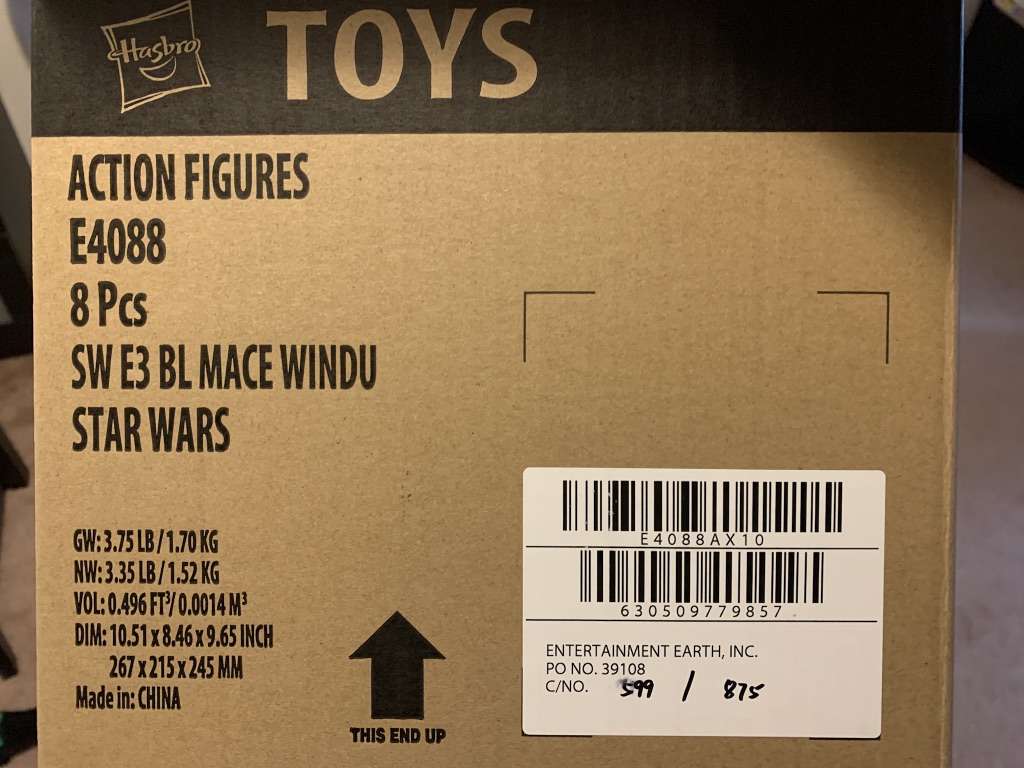 Hasbro
TOYS
ACTION FIGURES
E4088
8 Pcs
SW E3 BL MACE WINDU
STAR WARS
GW: 3.75 LB / 1.70 KG
NW: 3.35 LB / 1.52 KG
VOL: 0.496 FT³/ 0.0014 M³
DIM: 10.51 x 8.46 x 9.65 INCH
267 x 215 x 245 MM
Made in: CHINA
THIS END UP
E4088AX10
630509779857
ENTERTAINMENT EARTH, INC.
PO NO. 39108
C/NO. 599 / 875